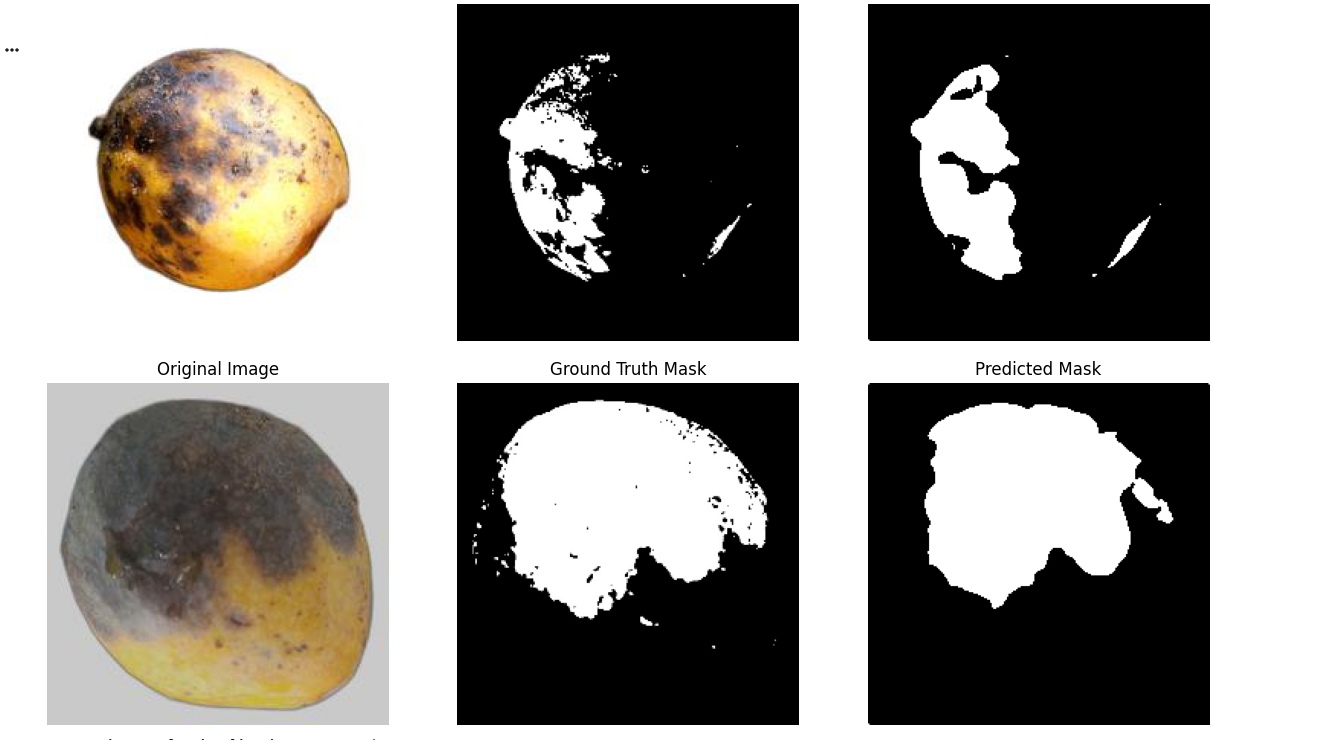 ...
Original Image
Ground Truth Mask
Predicted Mask